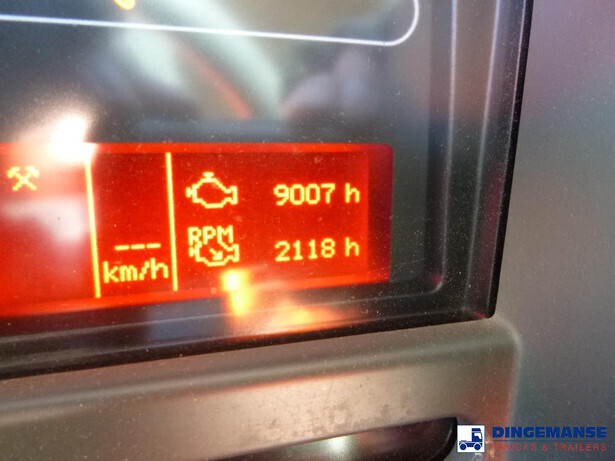 9007 h
RPM
2118 h
---
km/h
DINGEMANSE
TRUCKS & TRAILERS